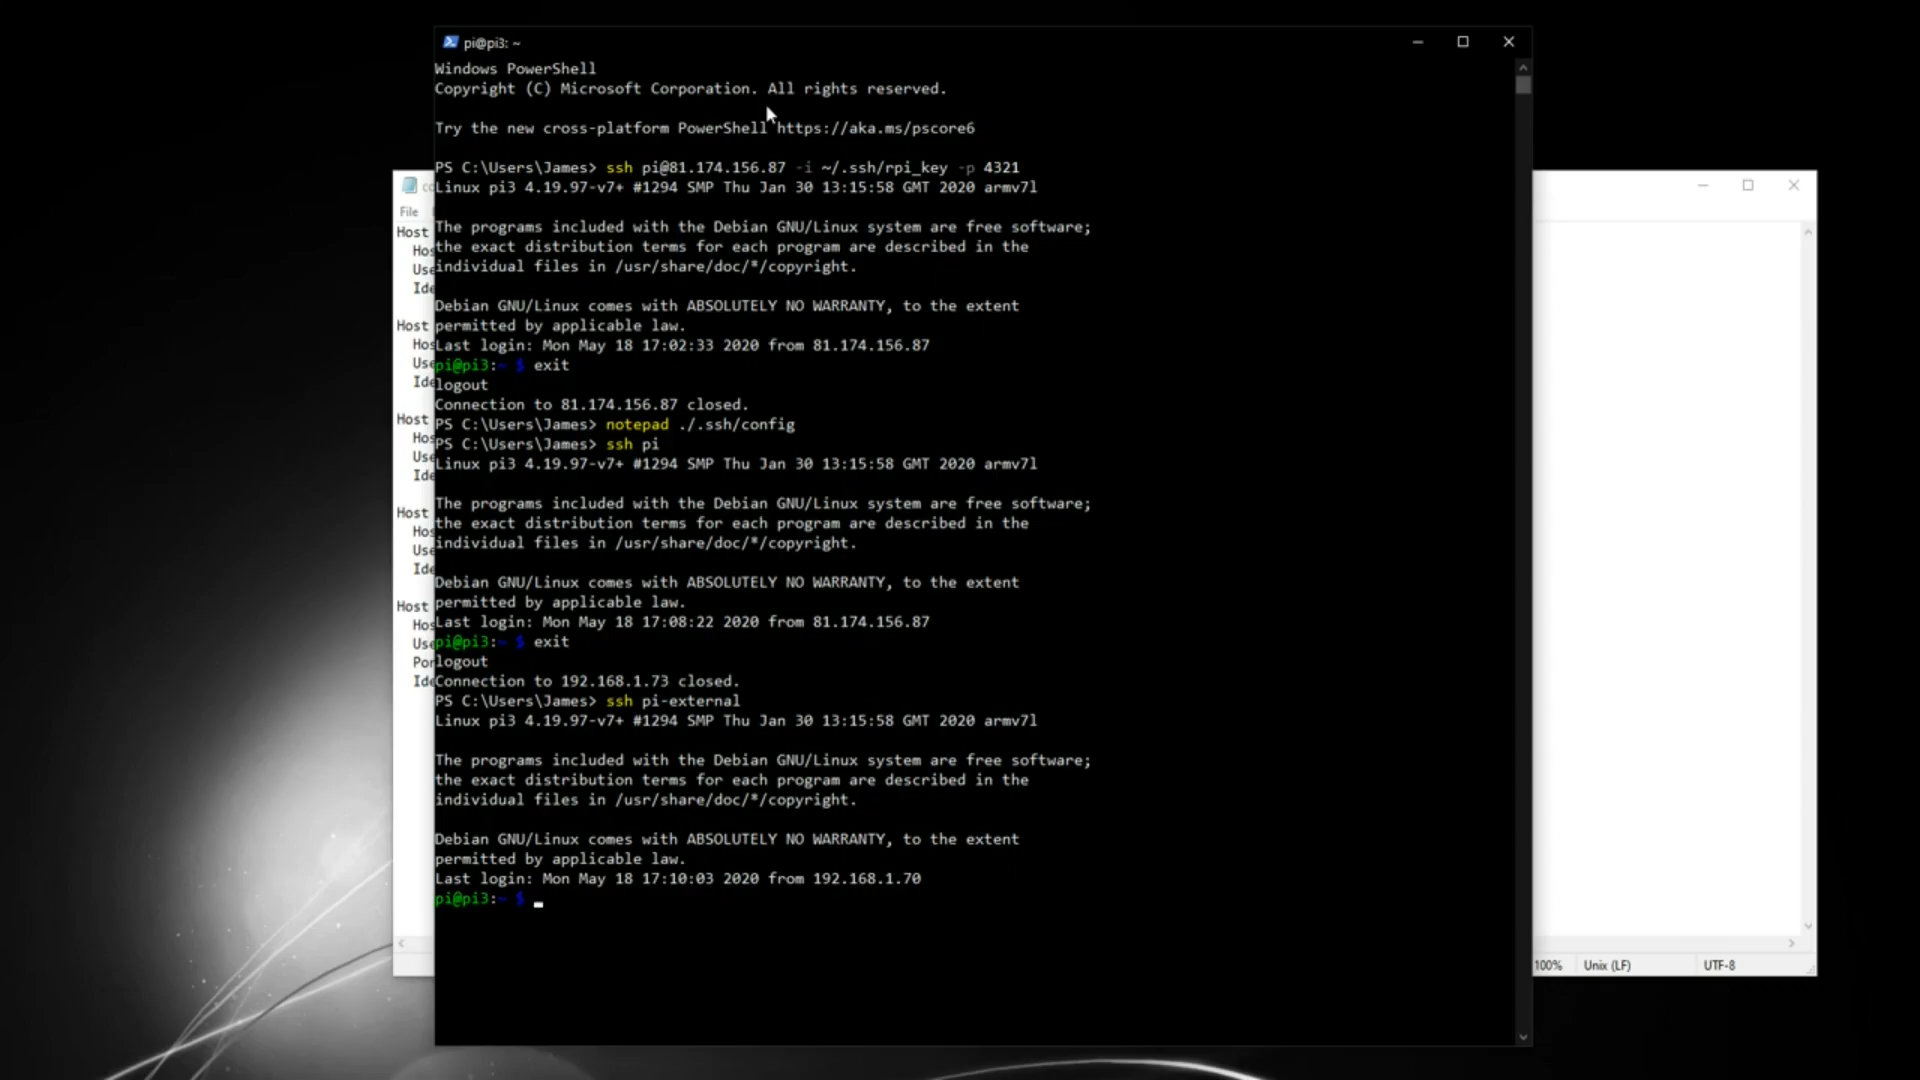 pi@pi3: ~
Windows PowerShell
Copyright (C) Microsoft Corporation. All rights reserved.
Try the new cross-platform PowerShell https://aka.ms/pscore6
PS C:\Users\James> ssh pi@81.174.156.87 -i ~/.ssh/rpi_key -p 4321
Linux pi3 4.19.97-v7+ #1294 SMP Thu Jan 30 13:15:58 GMT 2020 armv7l
The programs included with the Debian GNU/Linux system are free software;
the exact distribution terms for each program are described in the
individual files in /usr/share/doc/*/copyright.
Debian GNU/Linux comes with ABSOLUTELY NO WARRANTY, to the extent
permitted by applicable law.
Last login: Mon May 18 17:02:33 2020 from 81.174.156.87
pi@pi3:~ $ exit
logout
Connection to 81.174.156.87 closed.
PS C:\Users\James> notepad ./.ssh/config
PS C:\Users\James> ssh pi
Linux pi3 4.19.97-v7+ #1294 SMP Thu Jan 30 13:15:58 GMT 2020 armv7l
The programs included with the Debian GNU/Linux system are free software;
the exact distribution terms for each program are described in the
individual files in /usr/share/doc/*/copyright.
Debian GNU/Linux comes with ABSOLUTELY NO WARRANTY, to the extent
permitted by applicable law.
Last login: Mon May 18 17:08:22 2020 from 81.174.156.87
pi@pi3:~ $ exit
logout
Connection to 192.168.1.73 closed.
PS C:\Users\James> ssh pi-external
Linux pi3 4.19.97-v7+ #1294 SMP Thu Jan 30 13:15:58 GMT 2020 armv7l
The programs included with the Debian GNU/Linux system are free software;
the exact distribution terms for each program are described in the
individual files in /usr/share/doc/*/copyright.
Debian GNU/Linux comes with ABSOLUTELY NO WARRANTY, to the extent
permitted by applicable law.
Last login: Mon May 18 17:10:03 2020 from 192.168.1.70
pi@pi3:~ $
File
Host
Host
Host
Host
Host
100%
Unix (LF)
UTF-8